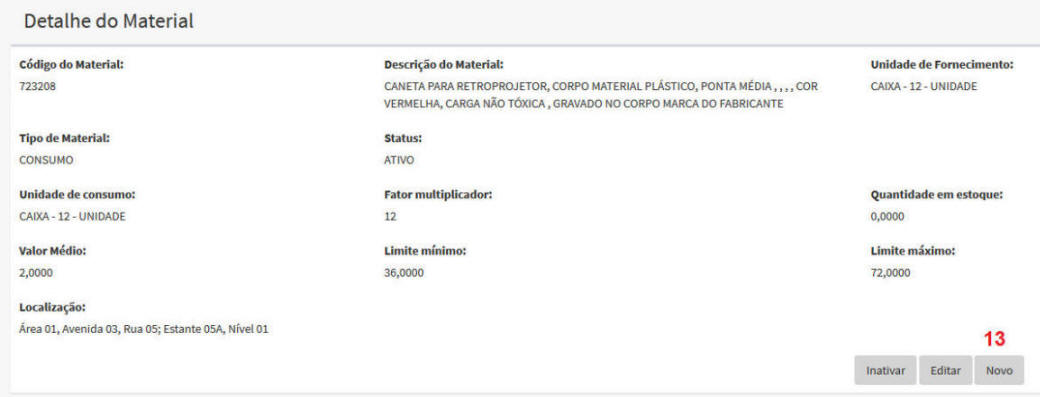 Detalhe do Material
Código do Material:
Descrição do Material:
Unidade de Fornecimento:
723208
CANETA PARA RETROPROJETOR, CORPO MATERIAL PLÁSTICO, PONTA MÉDIA , , , , COR
CAIXA - 12 - UNIDADE
VERMELHA, CARGA NÃO TÓXICA , GRAVADO NO CORPO MARCA DO FABRICANTE
Tipo de Material:
Status:
CONSUMO
ATIVO
Unidade de consumo:
Fator multiplicador:
Quantidade em estoque:
CAIXA - 12 - UNIDADE
12
0,0000
Valor Médio:
Limite mínimo:
Limite máximo:
2,0000
36,0000
72,0000
Localização:
Área 01, Avenida 03, Rua 05; Estante 05A, Nível 01
13
Inativar
Editar
Novo